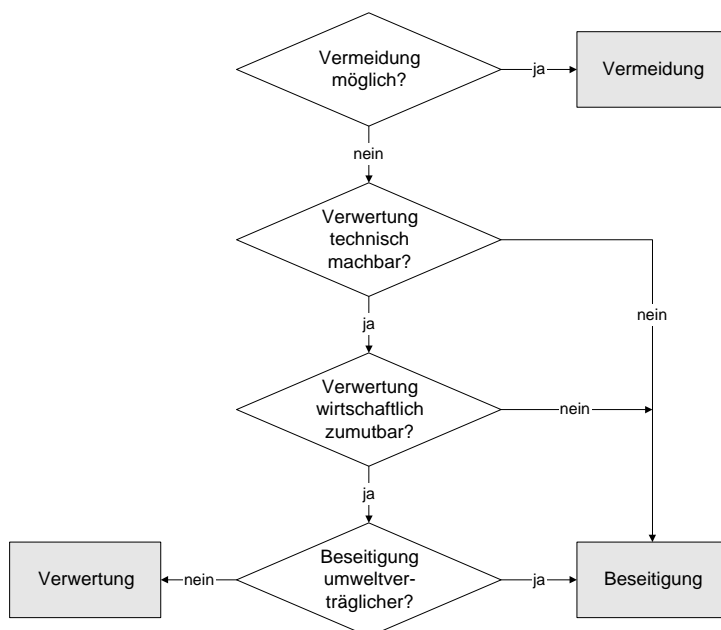 Vermeidung
möglich?
ja
Vermeidung
nein
Verwertung
technisch
machbar?
nein
ja
Verwertung
wirtschaftlich
zumutbar?
nein
ja
Verwertung
nein
Beseitigung
umweltver-
träglicher?
ja
Beseitigung